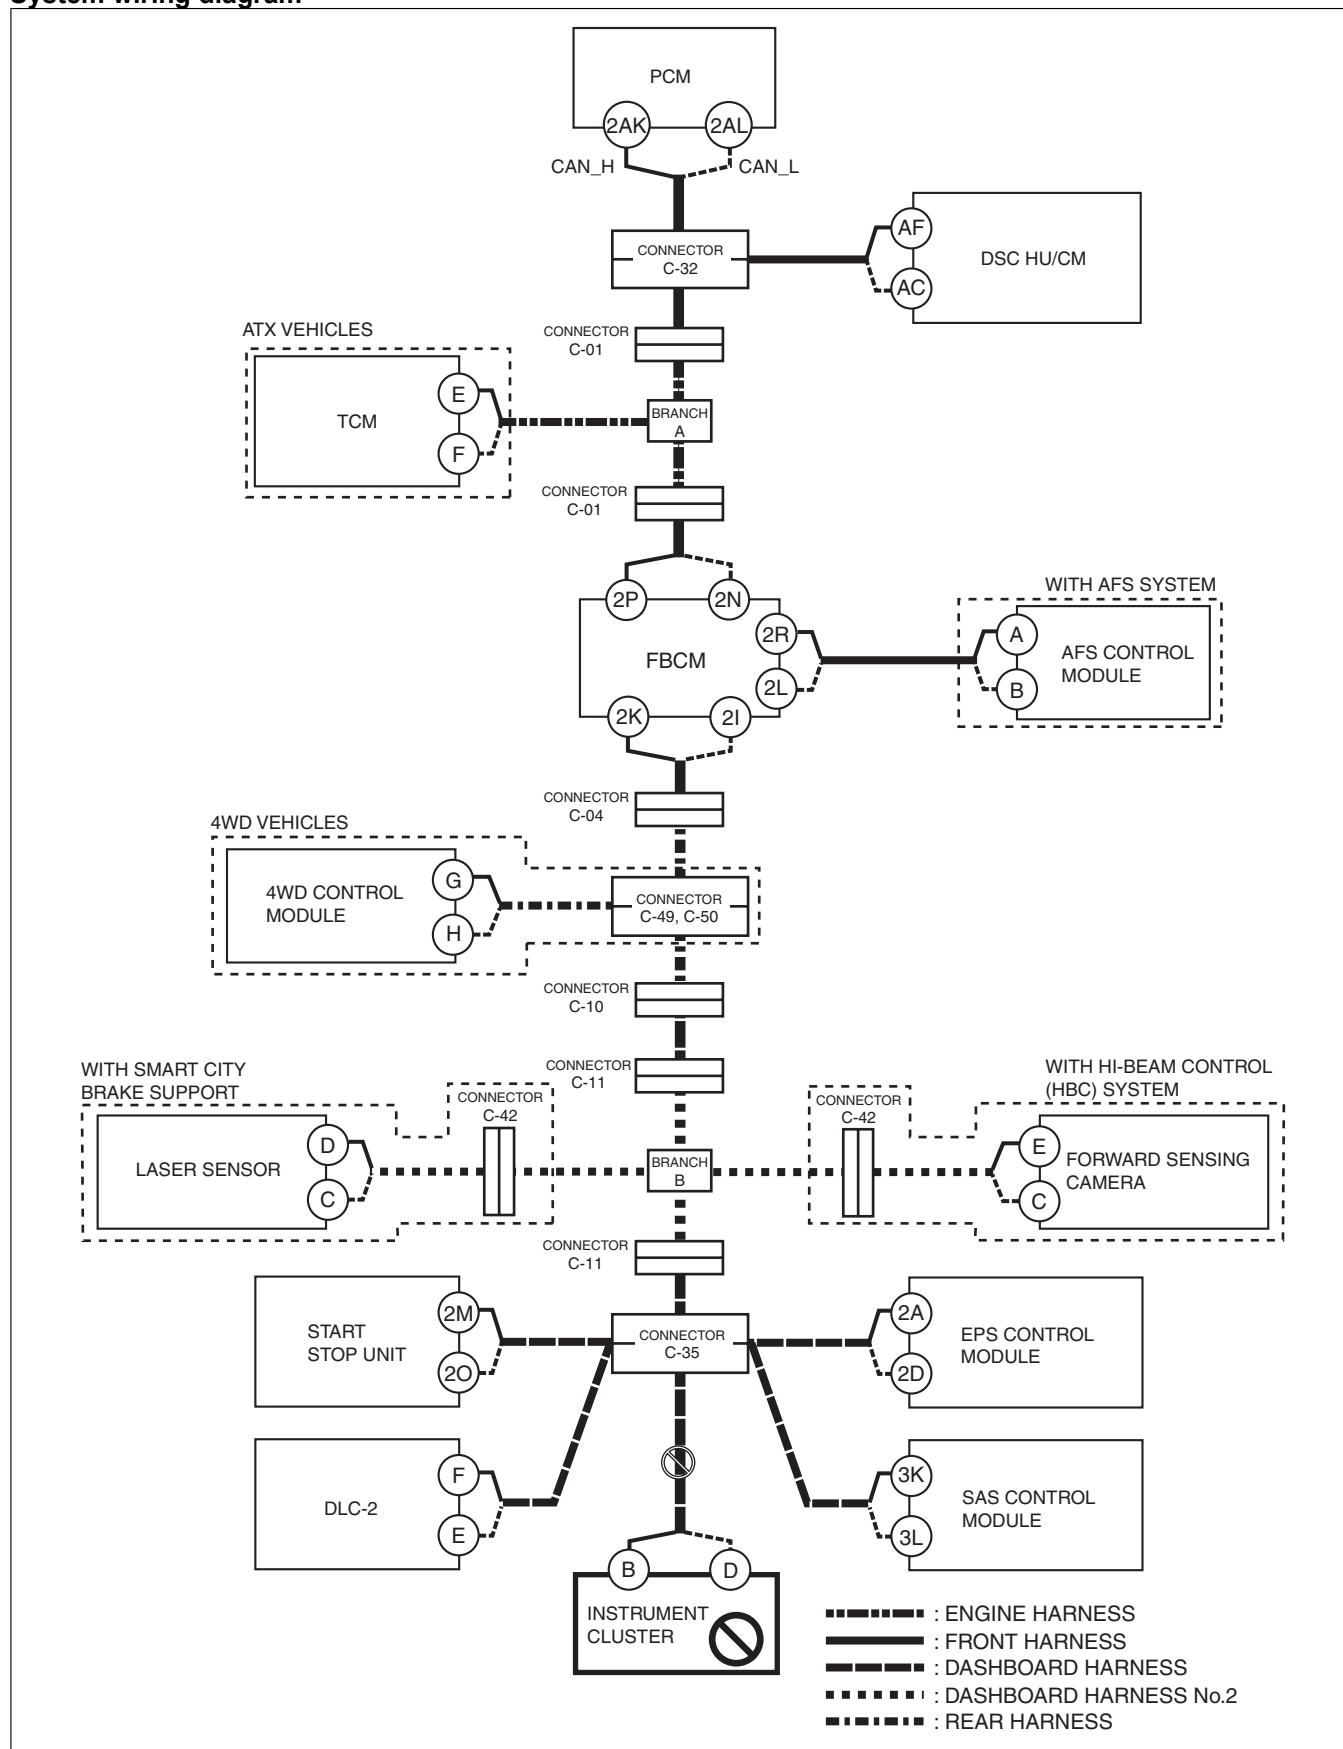 System wiring diagram
PCM
2AK
2AL
CAN_H
CAN_L
CONNECTOR
C-32
AF
AC
DSC HU/CM
CONNECTOR
C-01
ATX VEHICLES
TCM
E
F
BRANCH
A
CONNECTOR
C-01
2P
2N
2R
2L
FBCM
2K
2I
WITH AFS SYSTEM
A
B
AFS CONTROL
MODULE
CONNECTOR
C-04
4WD VEHICLES
4WD CONTROL
MODULE
G
H
CONNECTOR
C-49, C-50
CONNECTOR
C-10
CONNECTOR
C-11
WITH SMART CITY
BRAKE SUPPORT
CONNECTOR
C-42
LASER SENSOR
D
C
BRANCH
B
WITH HI-BEAM CONTROL
(HBC) SYSTEM
CONNECTOR
C-42
E
C
FORWARD SENSING
CAMERA
CONNECTOR
C-11
START
STOP UNIT
2M
2O
CONNECTOR
C-35
2A
2D
EPS CONTROL
MODULE
DLC-2
F
E
3K
3L
SAS CONTROL
MODULE
B
D
INSTRUMENT
CLUSTER
: ENGINE HARNESS
: FRONT HARNESS
: DASHBOARD HARNESS
: DASHBOARD HARNESS No.2
: REAR HARNESS